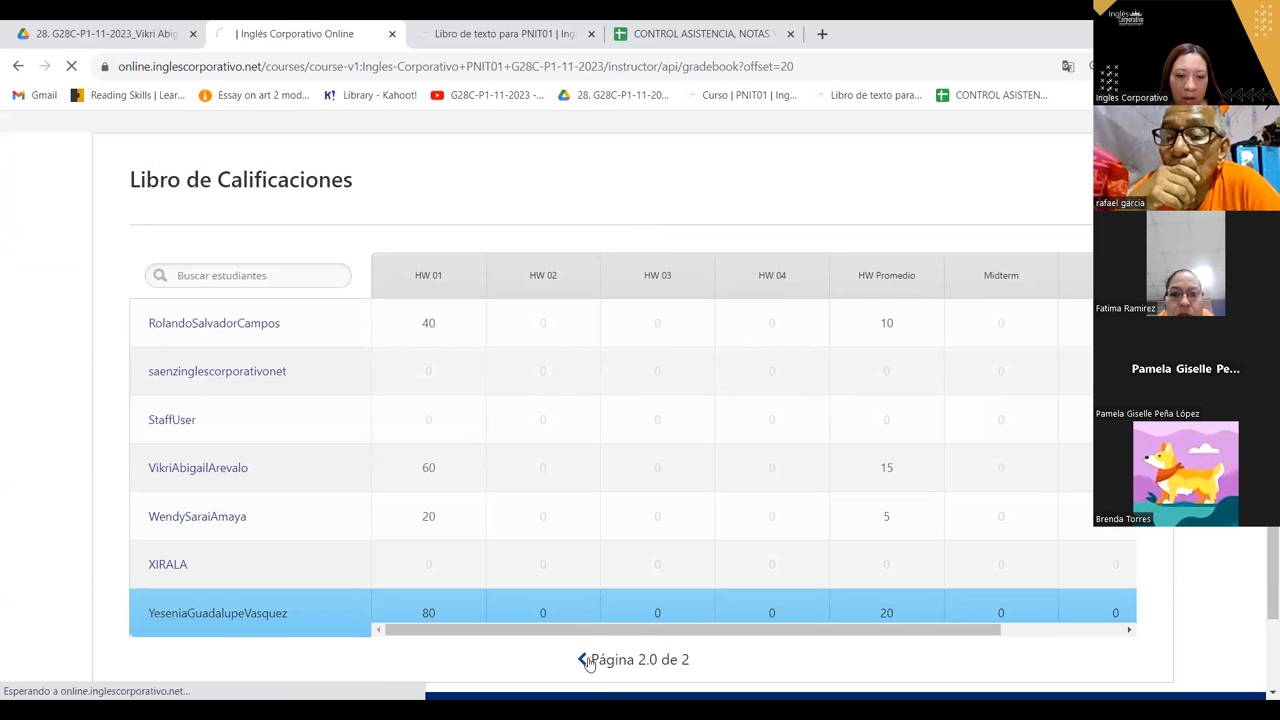 28. G28C-P1-11-2023_Vikri Abig
| Inglés Corporativo Online
Libro de texto para PNIT01 | Ing
CONTROL ASISTENCIA, NOTAS
online.inglescorporativo.net/courses/course-v1:Ingles-Corporativo+PNIT01+G28C-P1-11-2023/instructor/api/gradebook?offset=20
Gmail
Reading Skills | Lear...
Essay on art 2 mod...
Library - Kano...
G28C-P1-11-2023 -...
28. G28C-P1-11-20...
Curso | PNIT01 | Ing...
Libro de texto para...
CONTROL ASISTEN...
Libro de Calificaciones
Buscar estudiantes HW 01 HW 02 HW 03 HW 04 HW Promedio Midterm
RolandoSalvadorCampos 40 0 0 0 10 0
saenzinglescorporativonet 0 0 0 0 0 0
StaffUser 0 0 0 0 0 0
VikriAbigailArevalo 60 0 0 0 15 0
WendySaraiAmaya 20 0 0 0 5 0
XIRALA 0 0 0 0 0 0 0
YeseniaGuadalupeVasquez 80 0 0 0 20 0 0
Página 2.0 de 2
Esperando a online.inglescorporativo.net...
Inglés
Corporativo
Ingles Corporativo
rafael garcia
Fatima Ramirez
Pamela Giselle Pe...
Pamela Giselle Peña López
Brenda Torres